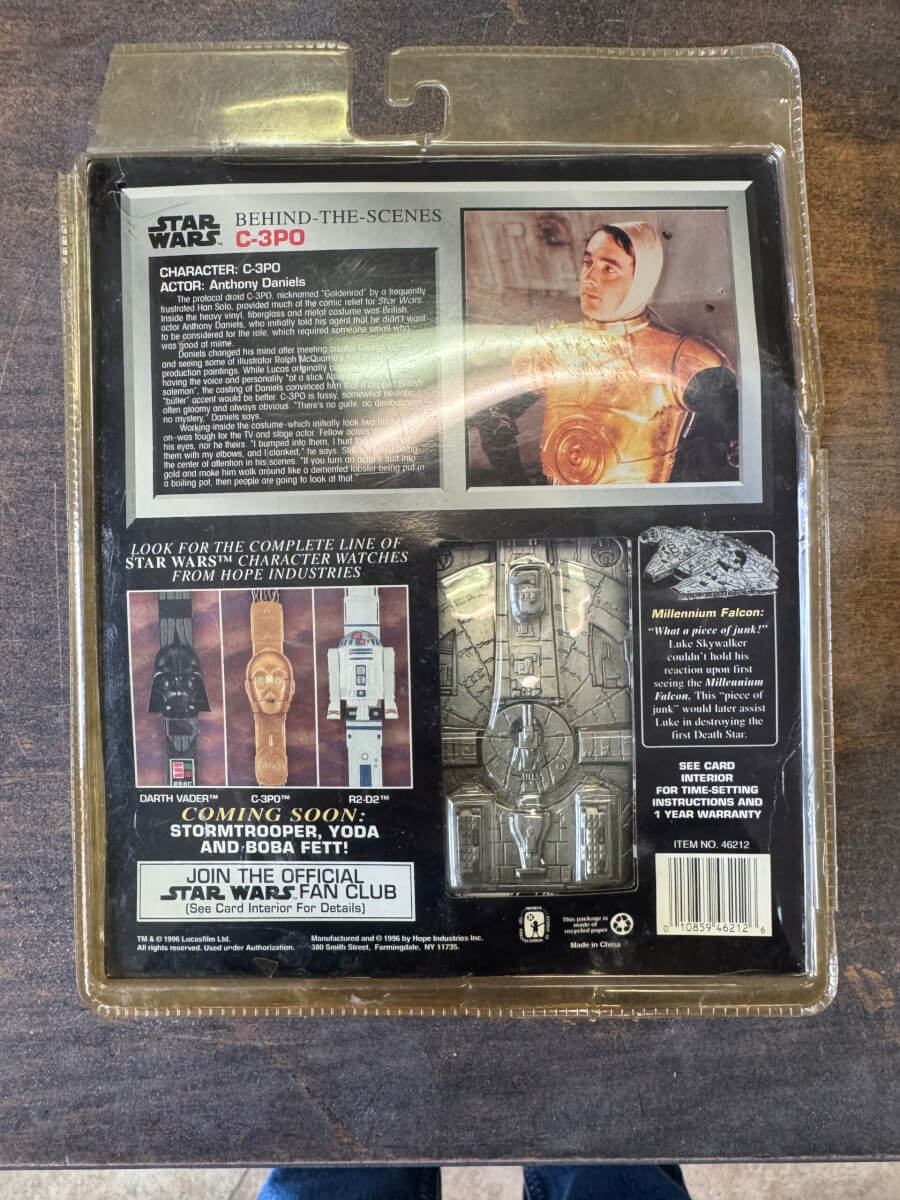 STAR
WARS™
BEHIND-THE-SCENES
C-3PO
CHARACTER: C-3PO
ACTOR: Anthony Daniels
The protocol droid C-3PO, nicknamed "Goldenrod" by a frequently
frustrated Han Solo, provided much of the comic relief for Star Wars.
Inside the heavy vinyl, fiberglass and metal costume was British
actor Anthony Daniels, who initially told his agent that he didn't want
to be considered for the role, which required someone small who
was good at mime.
Daniels changed his mind after meeting creator George
and seeing some of illustrator Ralph McQuarrie's
production paintings. While Lucas originally
having the voice and personality "of a slick
salesman", the casting of Daniels convinced him that a clipped British
"butler" accent would be better. C-3PO is fussy, somewhat neurotic,
often gloomy and always obvious. "There's no guile, no deviousness,
no mystery," Daniels says.
Working inside the costume-which initially took two
on-was tough for the TV and stage actor. Fellow actors
his eyes, nor he theirs. "I bumped into them, I hurt
them with my elbows, and I clonked," he says. Still,
the center of attention in his scenes. "If you turn an actor's suit into
gold and make him walk around like a demented lobster being put in
a boiling pot, then people are going to look at that."
LOOK FOR THE COMPLETE LINE OF
STAR WARS™ CHARACTER WATCHES
FROM HOPE INDUSTRIES
DARTH VADER™
C-3PO™
R2-D2™
COMING SOON:
STORMTROOPER, YODA
AND BOBA FETT!
JOIN THE OFFICIAL
STAR WARS FAN CLUB
(See Card Interior For Details)
TM & © 1996 Lucasfilm Ltd.
All rights reserved. Used under Authorization.
Manufactured and © 1996 by Hope Industries Inc.
380 Smith Street, Farmingdale, NY 11735.
Millennium Falcon:
"What a piece of junk!"
Luke Skywalker
couldn't hold his
reaction upon first
seeing the Millennium
Falcon. This "piece of
junk" would later assist
Luke in destroying the
first Death Star.
SEE CARD
INTERIOR
FOR TIME-SETTING
INSTRUCTIONS AND
1 YEAR WARRANTY
ITEM NO. 46212
0 10859 46212 6
This package is
made of
recycled paper
Made in China